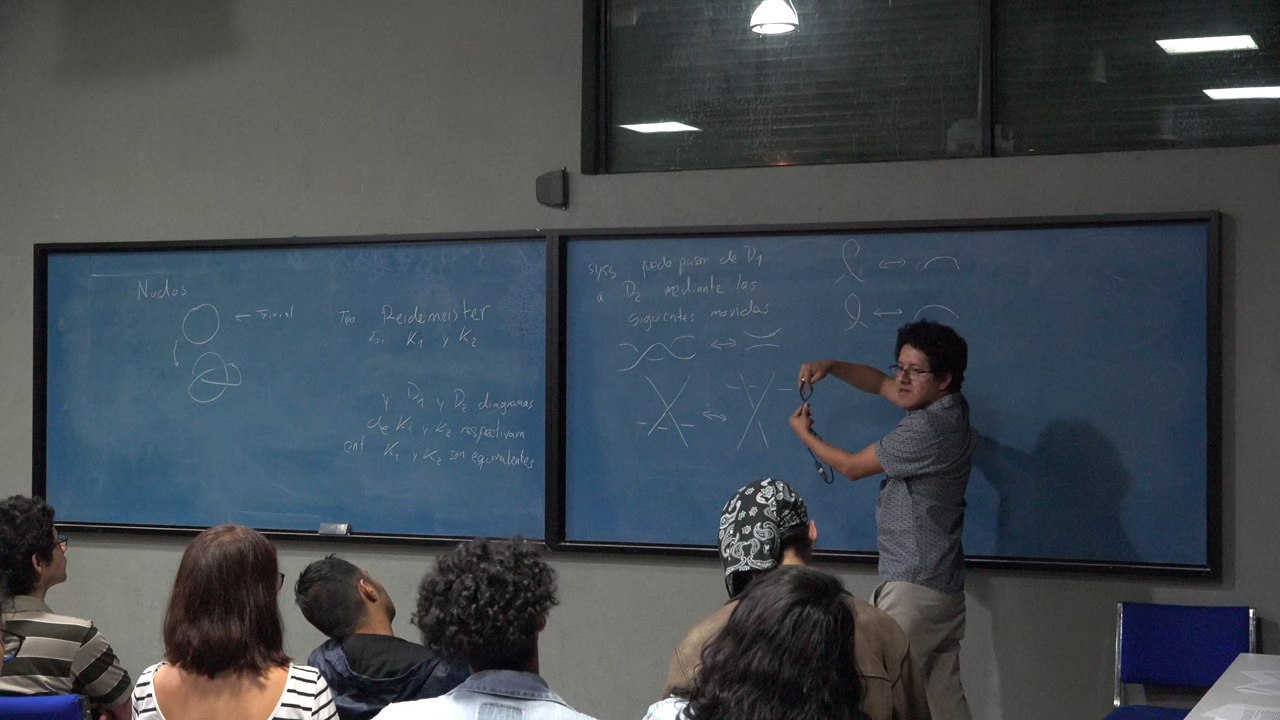 Nudos
← Trivial
Teo Reidemeister
Si K1 y K2
y D1 y D2 diagramas
de K1 y K2 respectivam
ent K1 y K2 son equivalentes
syss puedo pasar de D1
a D2 mediante las
siguientes movidas